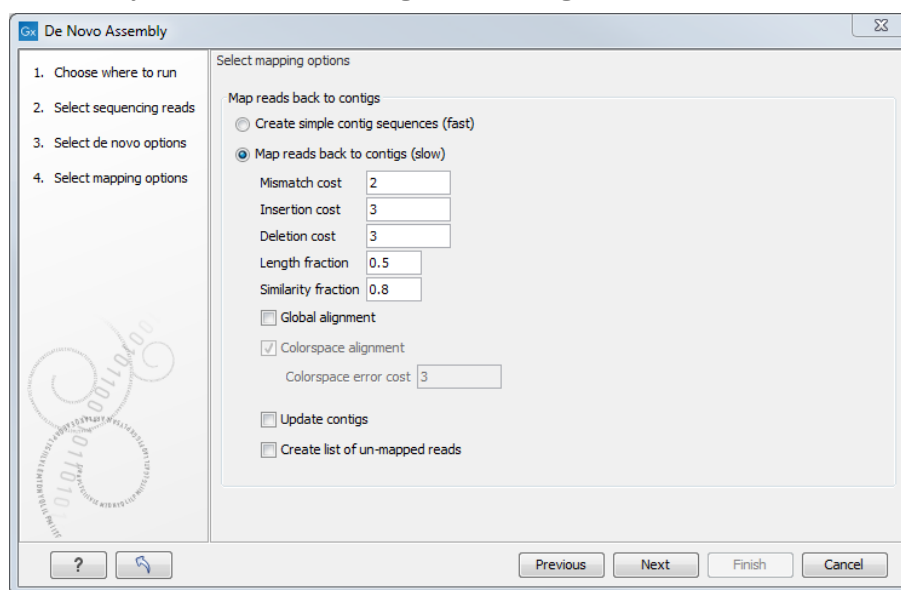 Gx De Novo Assembly
1. Choose where to run
2. Select sequencing reads
3. Select de novo options
4. Select mapping options
Select mapping options
Map reads back to contigs
Create simple contig sequences (fast)
Map reads back to contigs (slow)
Mismatch cost 2
Insertion cost 3
Deletion cost 3
Length fraction 0.5
Similarity fraction 0.8
Global alignment
Colorspace alignment
Colorspace error cost 3
Update contigs
Create list of un-mapped reads
? Previous Next Finish Cancel